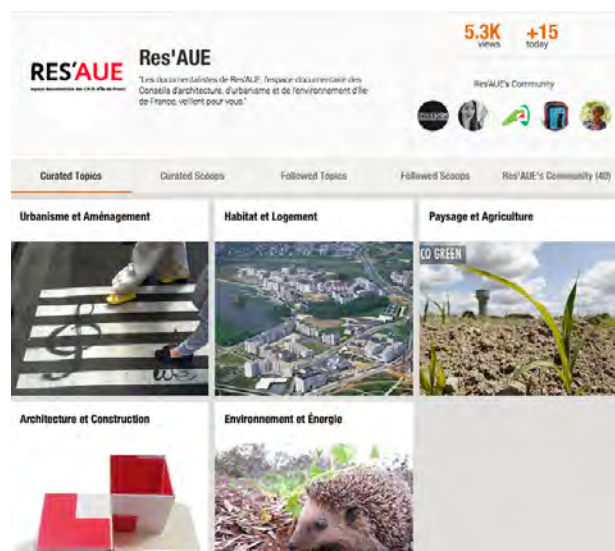 5.3K
views
+15
today
RES'AUE
Res'AUE
"Les documentalistes de Res'AUE, l'espace documentaire des
Conseils d'architecture, d'urbanisme et de l'environnement d'Ile
de-France, veillent pour vous."
Res'AUE's Community
Curated Topics
Curated Scoops
Followed Topics
Followed Scoops
Res'AUE's Community (40)
Urbanisme et Aménagement
Habitat et Logement
Paysage et Agriculture
CO GREEN
Architecture et Construction
Environnement et Énergie